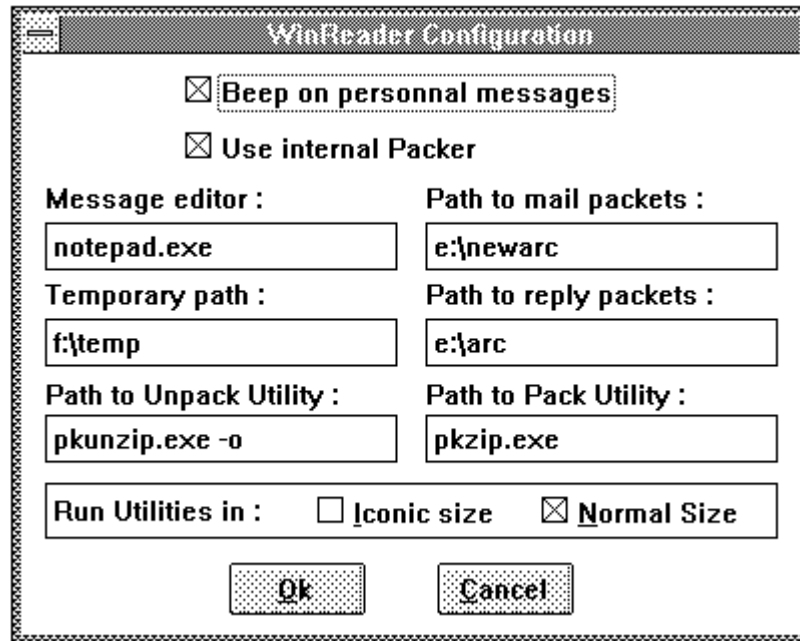 WinReader Configuration
Beep on personnal messages
Use internal Packer
Message editor : Path to mail packets :
notepad.exe e:\newarc
Temporary path : Path to reply packets :
f:\temp e:\arc
Path to Unpack Utility : Path to Pack Utility :
pkunzip.exe -o pkzip.exe
Run Utilities in : Iconic size Normal Size
Ok Cancel